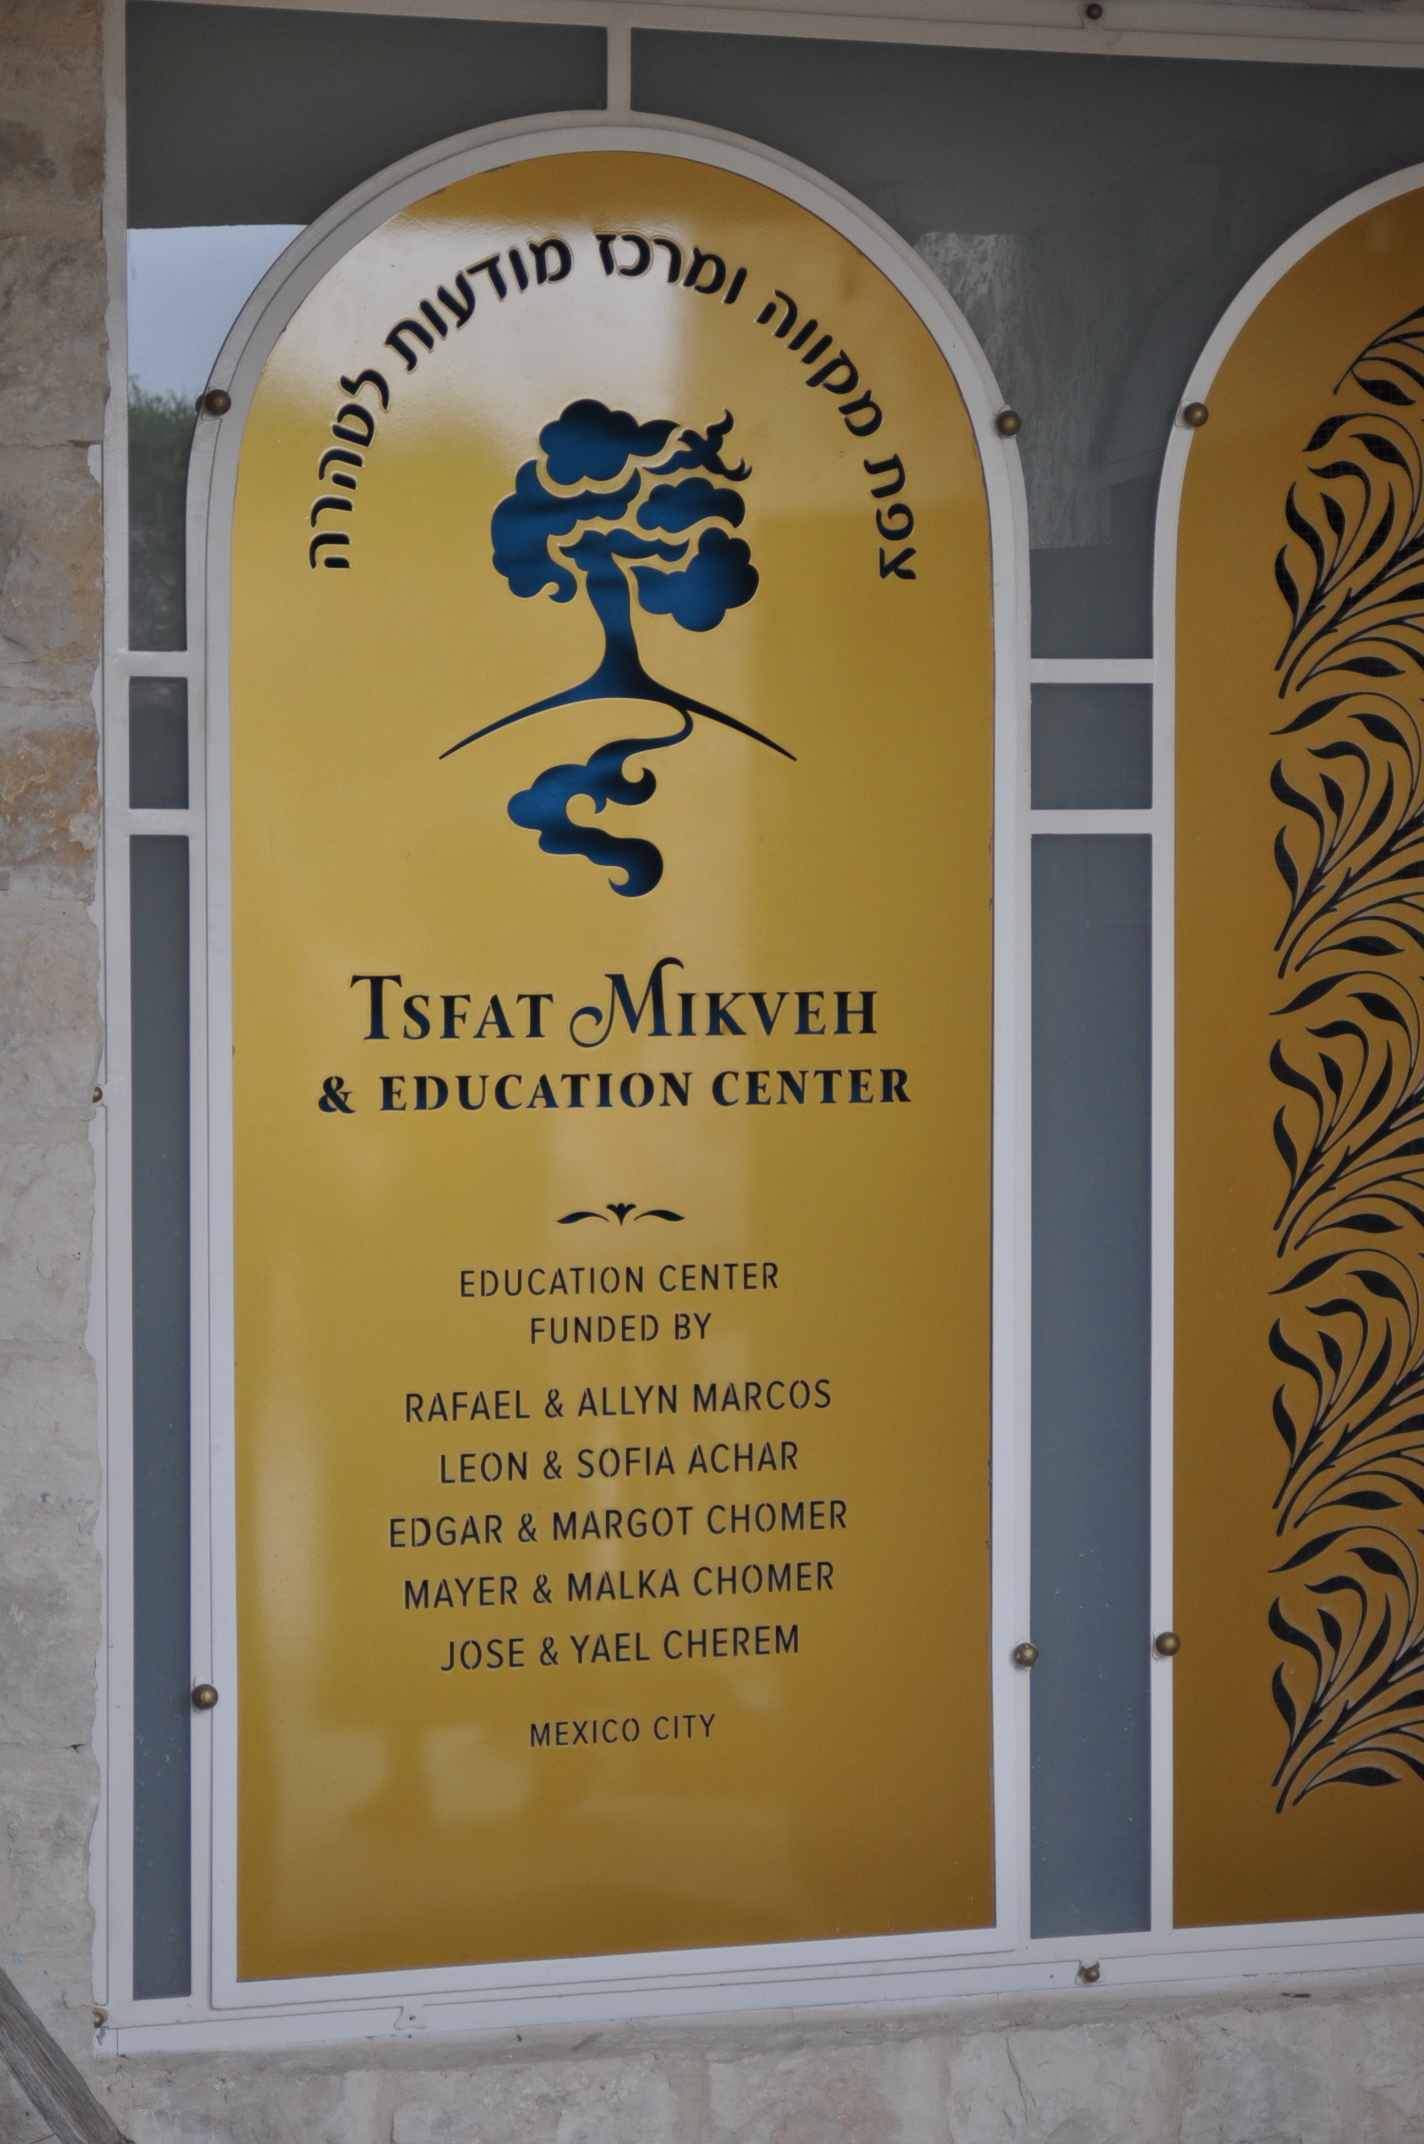 צפת מקווה ומרכז מודעות לטהרה
TSFAT MIKVEH
& EDUCATION CENTER
EDUCATION CENTER
FUNDED BY
RAFAEL & ALLYN MARCOS
LEON & SOFIA ACHAR
EDGAR & MARGOT CHOMER
MAYER & MALKA CHOMER
JOSE & YAEL CHEREM
MEXICO CITY